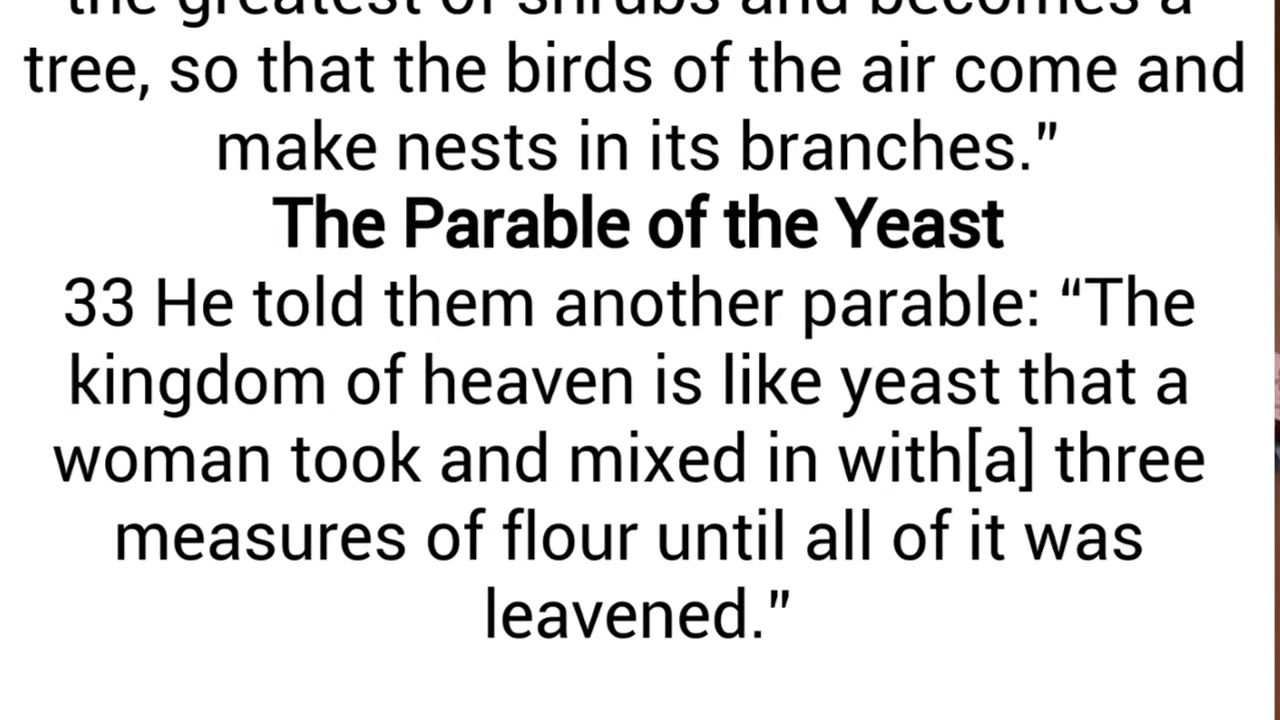 the greatest of shrubs and becomes a
tree, so that the birds of the air come and
make nests in its branches.”
The Parable of the Yeast
33 He told them another parable: “The
kingdom of heaven is like yeast that a
woman took and mixed in with[a] three
measures of flour until all of it was
leavened.”